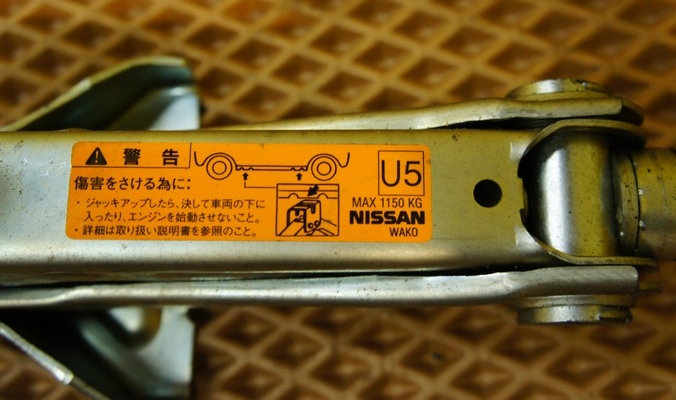 警告
傷害をさける為に:
・ジャッキアップしたら、決して車両の下に
入ったり、エンジンを始動させないこと。
・詳細は取り扱い説明書を参照のこと。
U5
MAX 1150 KG
NISSAN
WAKO